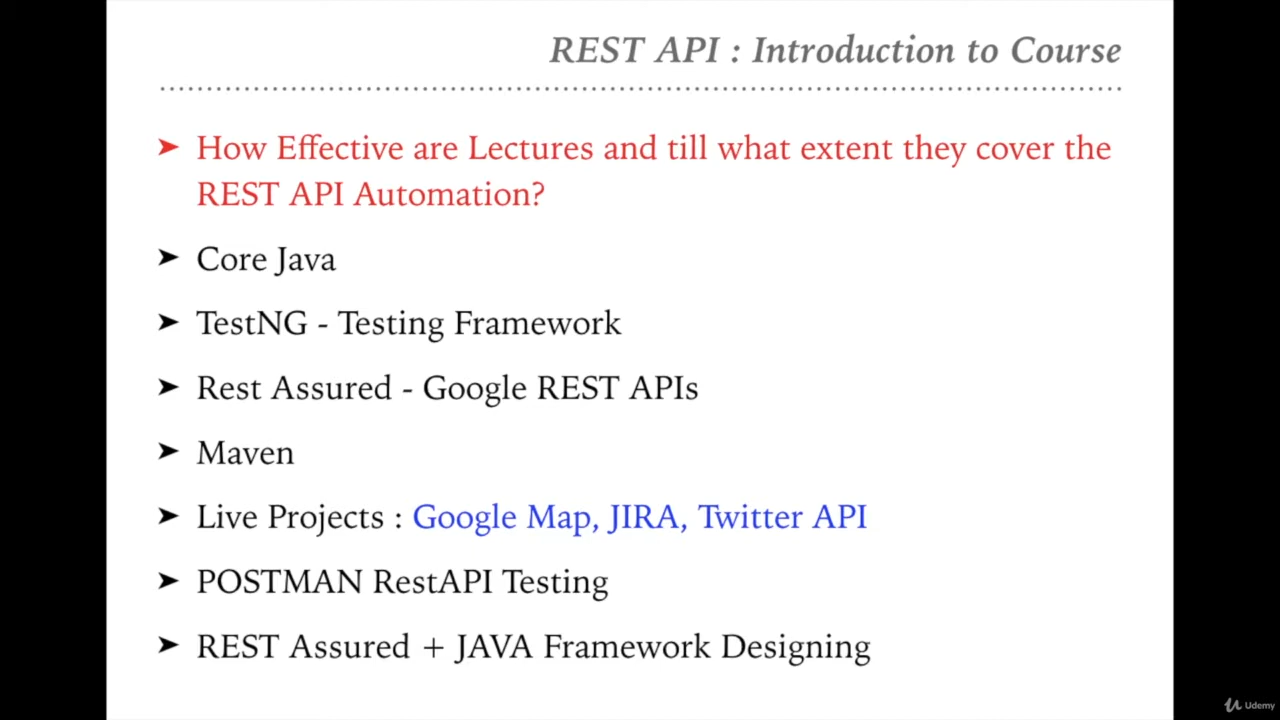 REST API : Introduction to Course
➤ How Effective are Lectures and till what extent they cover the
REST API Automation?
➤ Core Java
➤ TestNG - Testing Framework
➤ Rest Assured - Google REST APIs
➤ Maven
➤ Live Projects : Google Map, JIRA, Twitter API
➤ POSTMAN RestAPI Testing
➤ REST Assured + JAVA Framework Designing
Udemy